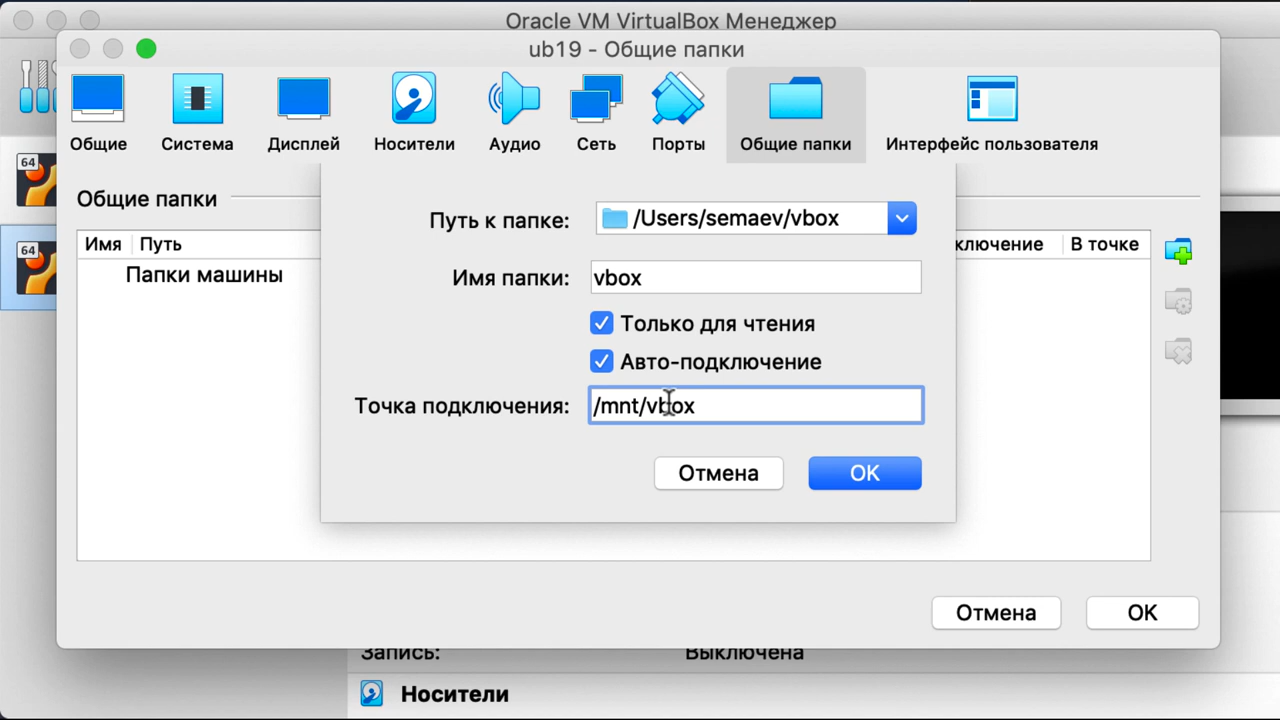 Oracle VM VirtualBox Менеджер
ub19 - Общие папки
Общие
Система
Дисплей
Носители
Аудио
Сеть
Порты
Общие папки
Интерфейс пользователя
64
64
Общие папки
Имя
Путь
ключение
В точке
Папки машины
Путь к папке:
/Users/semaev/vbox
Имя папки:
vbox
Только для чтения
Авто-подключение
Точка подключения:
/mnt/vbox
Отмена
OK
Отмена
OK
Запись:
Выключена
Носители